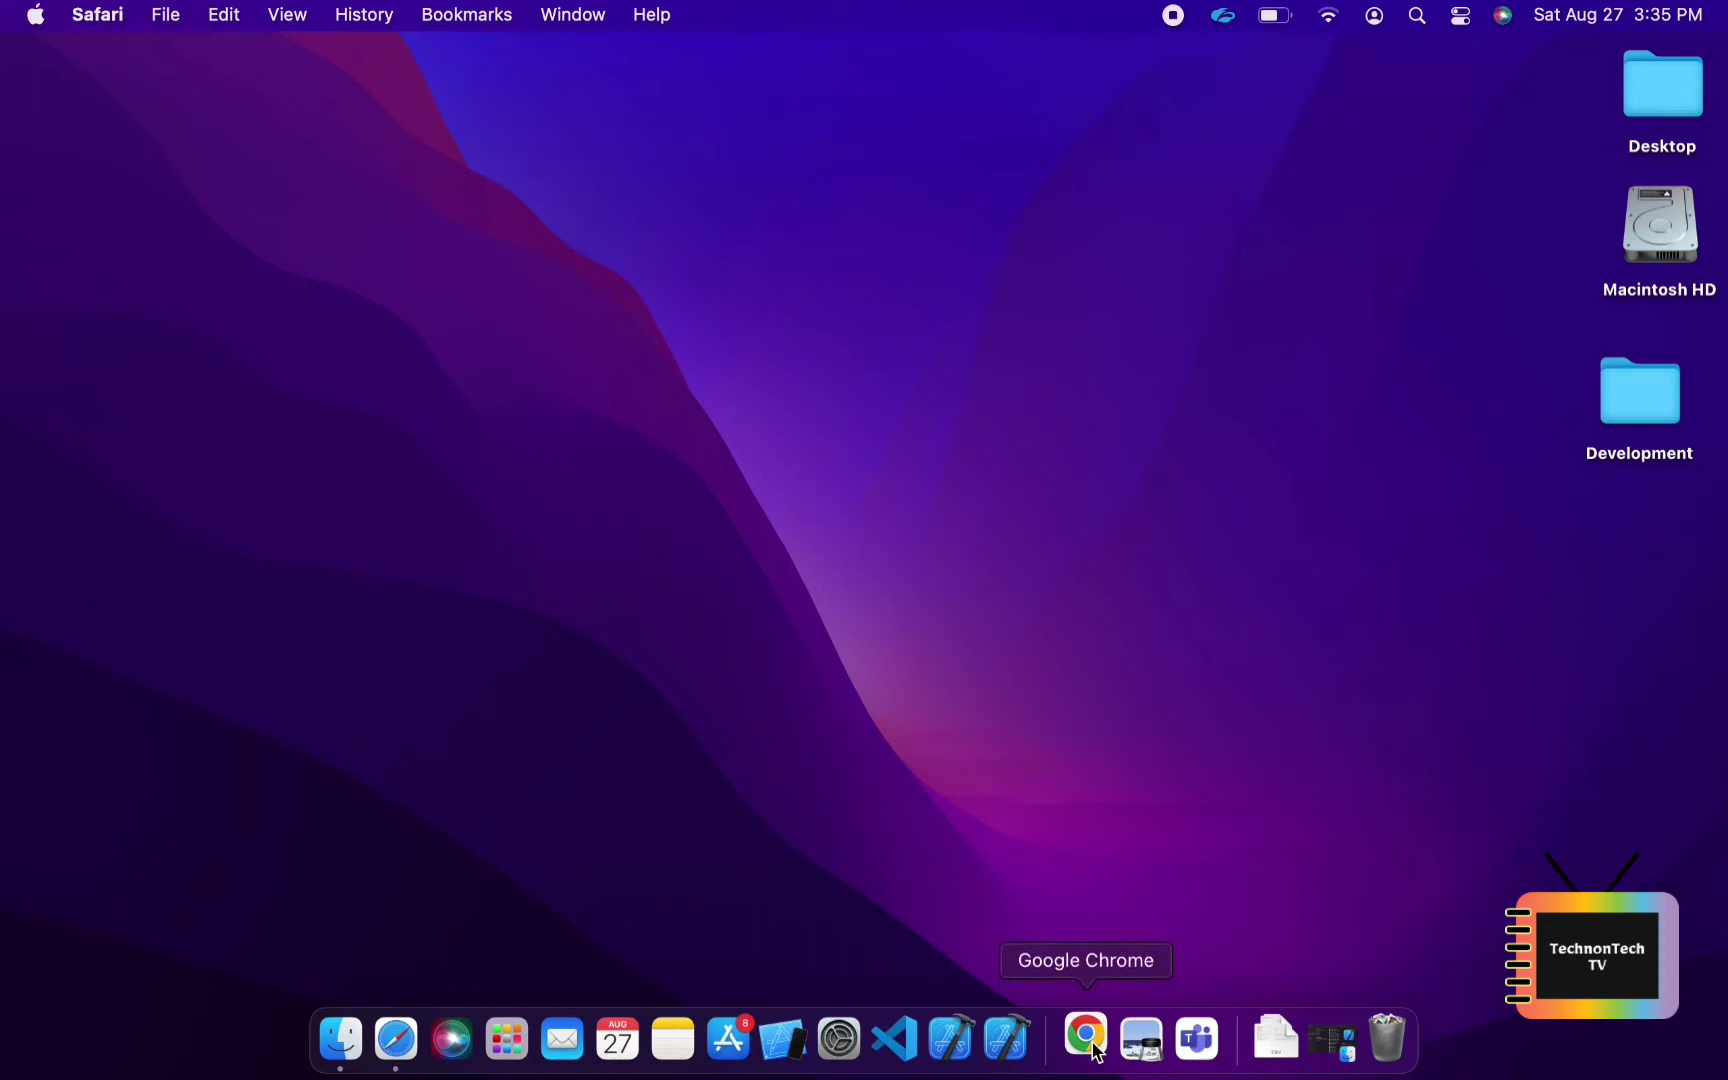 Safari File Edit View History Bookmarks Window Help Sat Aug 27 3:35 PM
Desktop
Macintosh HD
Development
TechnonTech
TV
Google Chrome
AUG
27
8
CSV